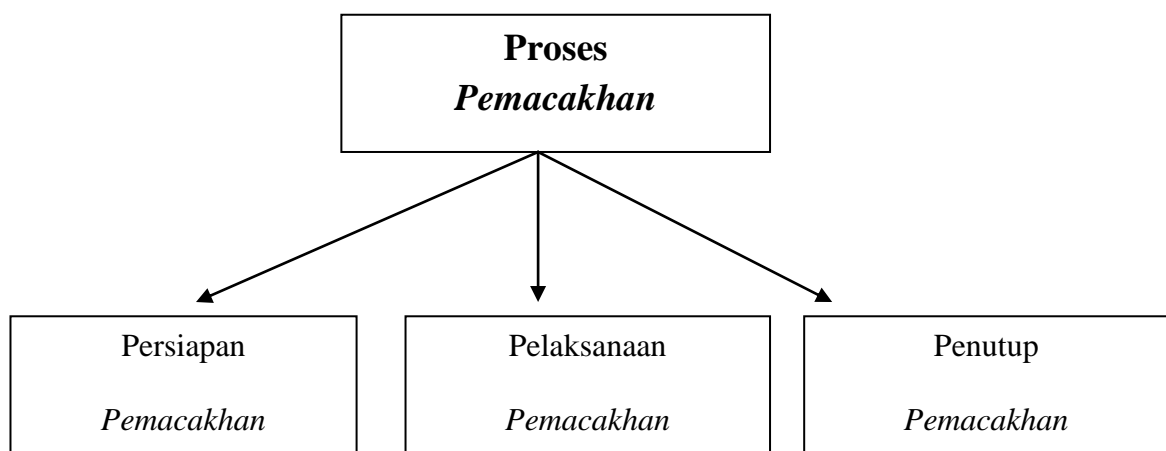 Proses
Pemacakhan
Persiapan
Pemacakhan
Pelaksanaan
Pemacakhan
Penutup
Pemacakhan